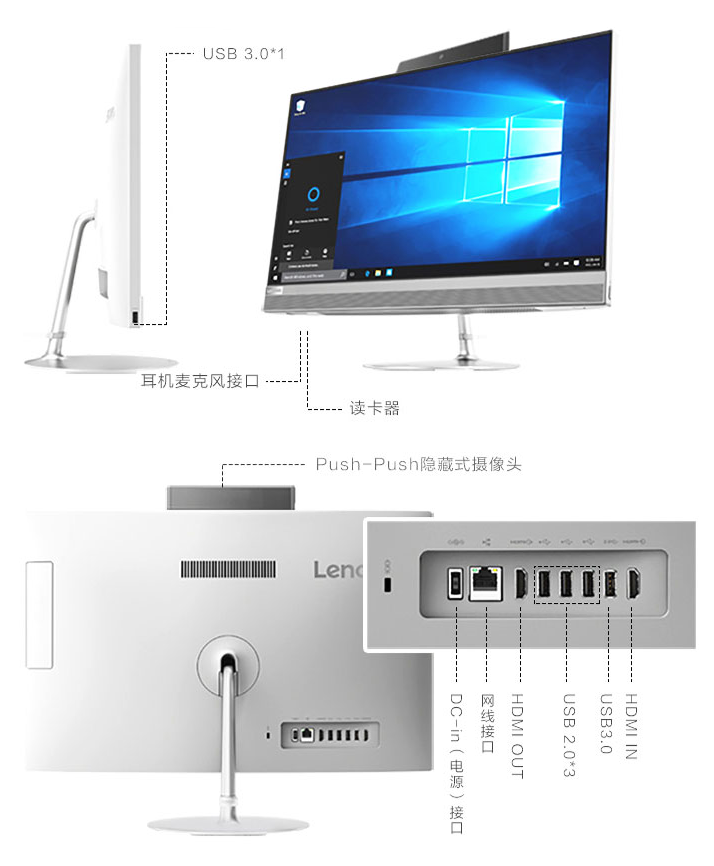 USB 3.0*1
耳机麦克风接口
读卡器
Push-Push隐藏式摄像头
Leno
DC-in（电源）接口
网线接口
HDMI OUT
USB 2.0*3
USB3.0
HDMI IN